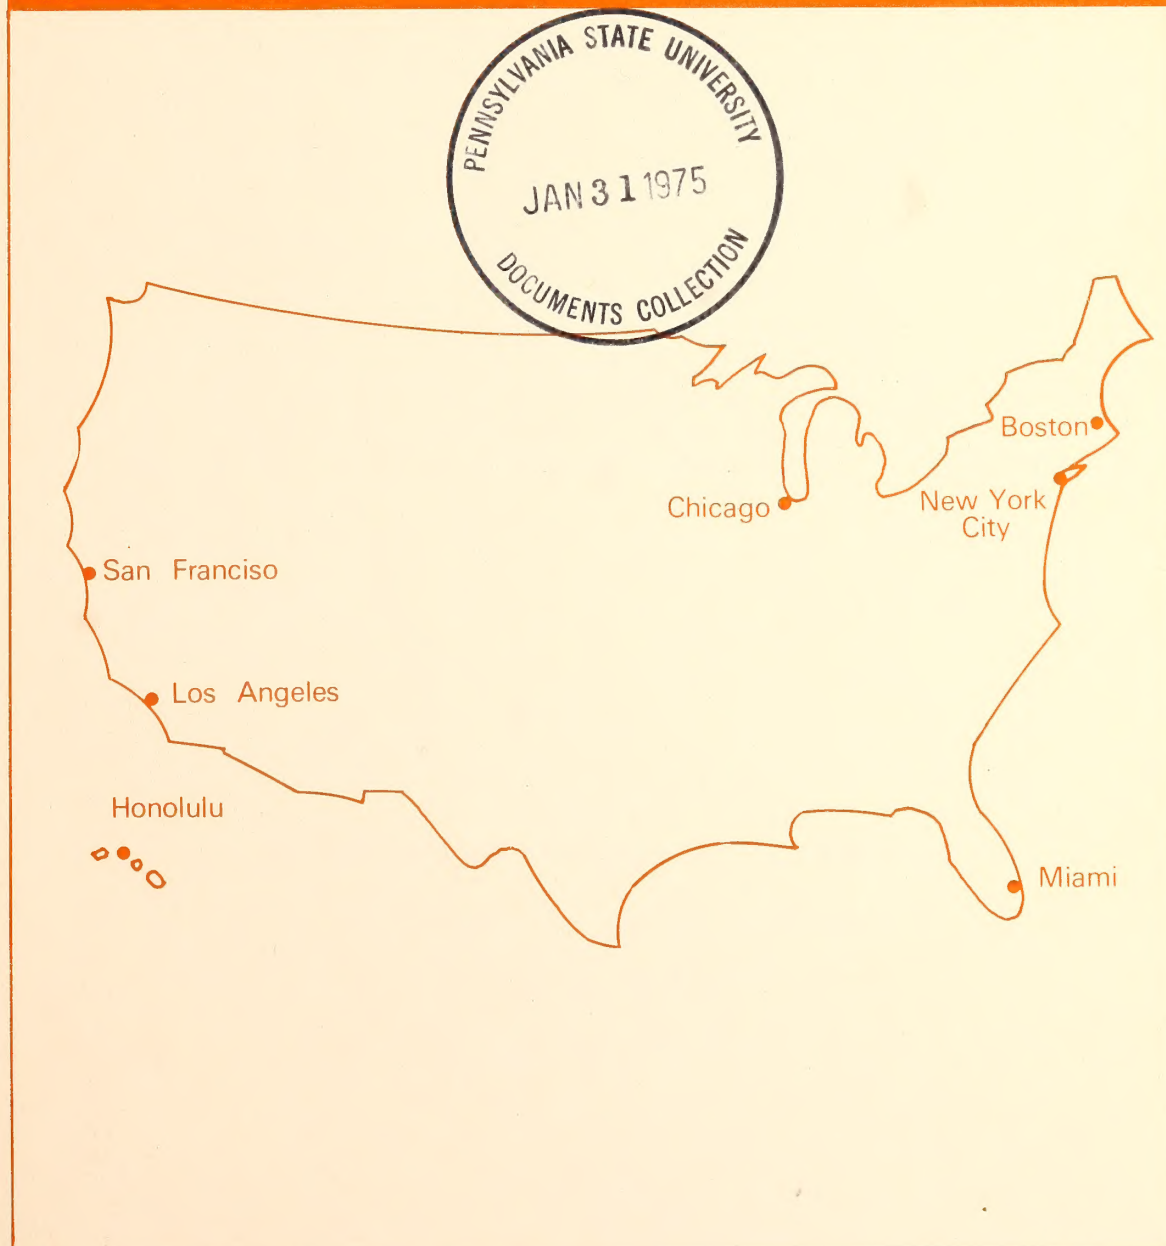 PENNSYLVANIA STATE UNIVERSITY
JAN 31 1975
DOCUMENTS COLLECTION
Boston
Chicago
New York
City
San Franciso
Los Angeles
Honolulu
Miami